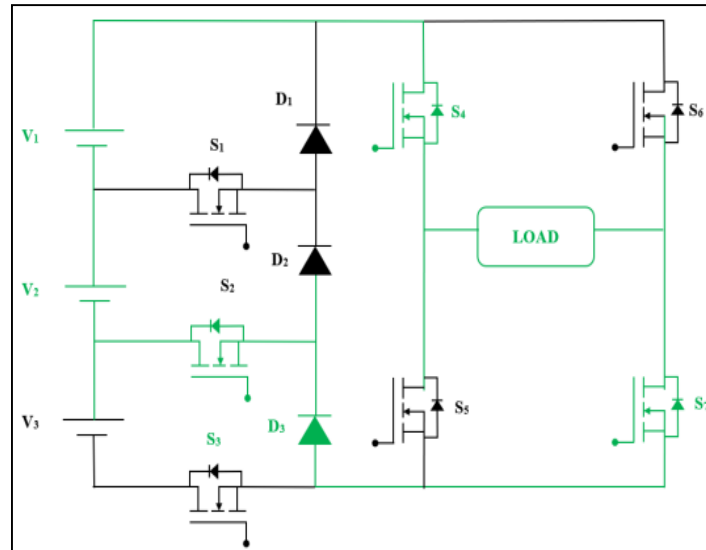 D₁
S₄
S₆
V₁
S₁
LOAD
D₂
V₂
S₂
V₃
D₃
S₅
S₃